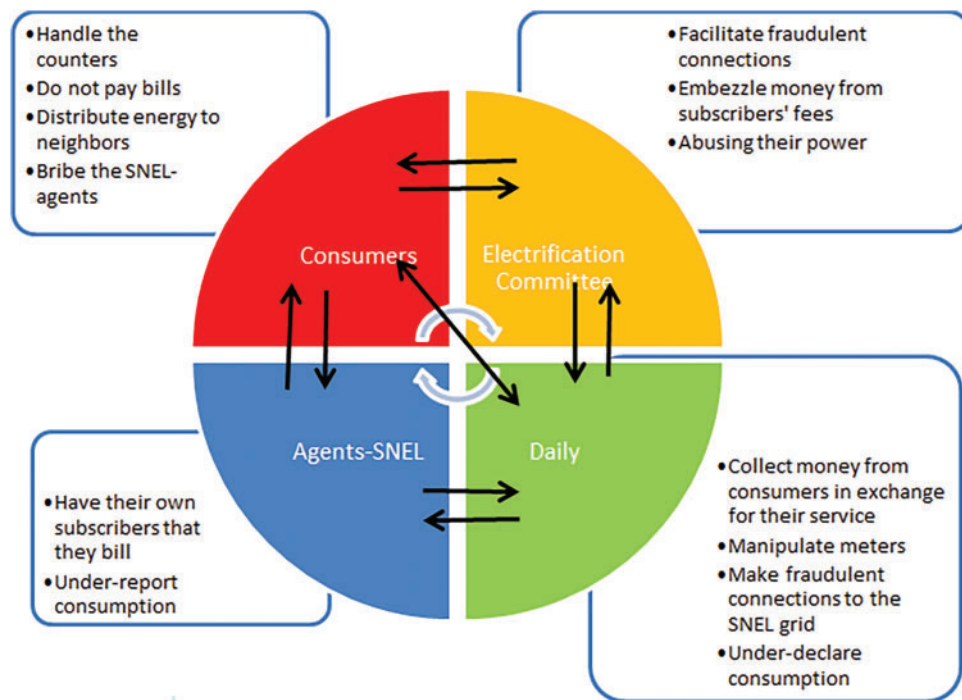 •Handle the
counters
•Do not pay bills
•Distribute energy to
neighbors
•Bribe the SNEL-
agents
•Facilitate fraudulent
connections
•Embezzle money from
subscribers' fees
•Abusing their power
Consumers
Electrification
Committee
Agents-SNEL
Daily
•Have their own
subscribers that
they bill
•Under-report
consumption
•Collect money from
consumers in exchange
for their service
•Manipulate meters
•Make fraudulent
connections to the
SNEL grid
•Under-declare
consumption